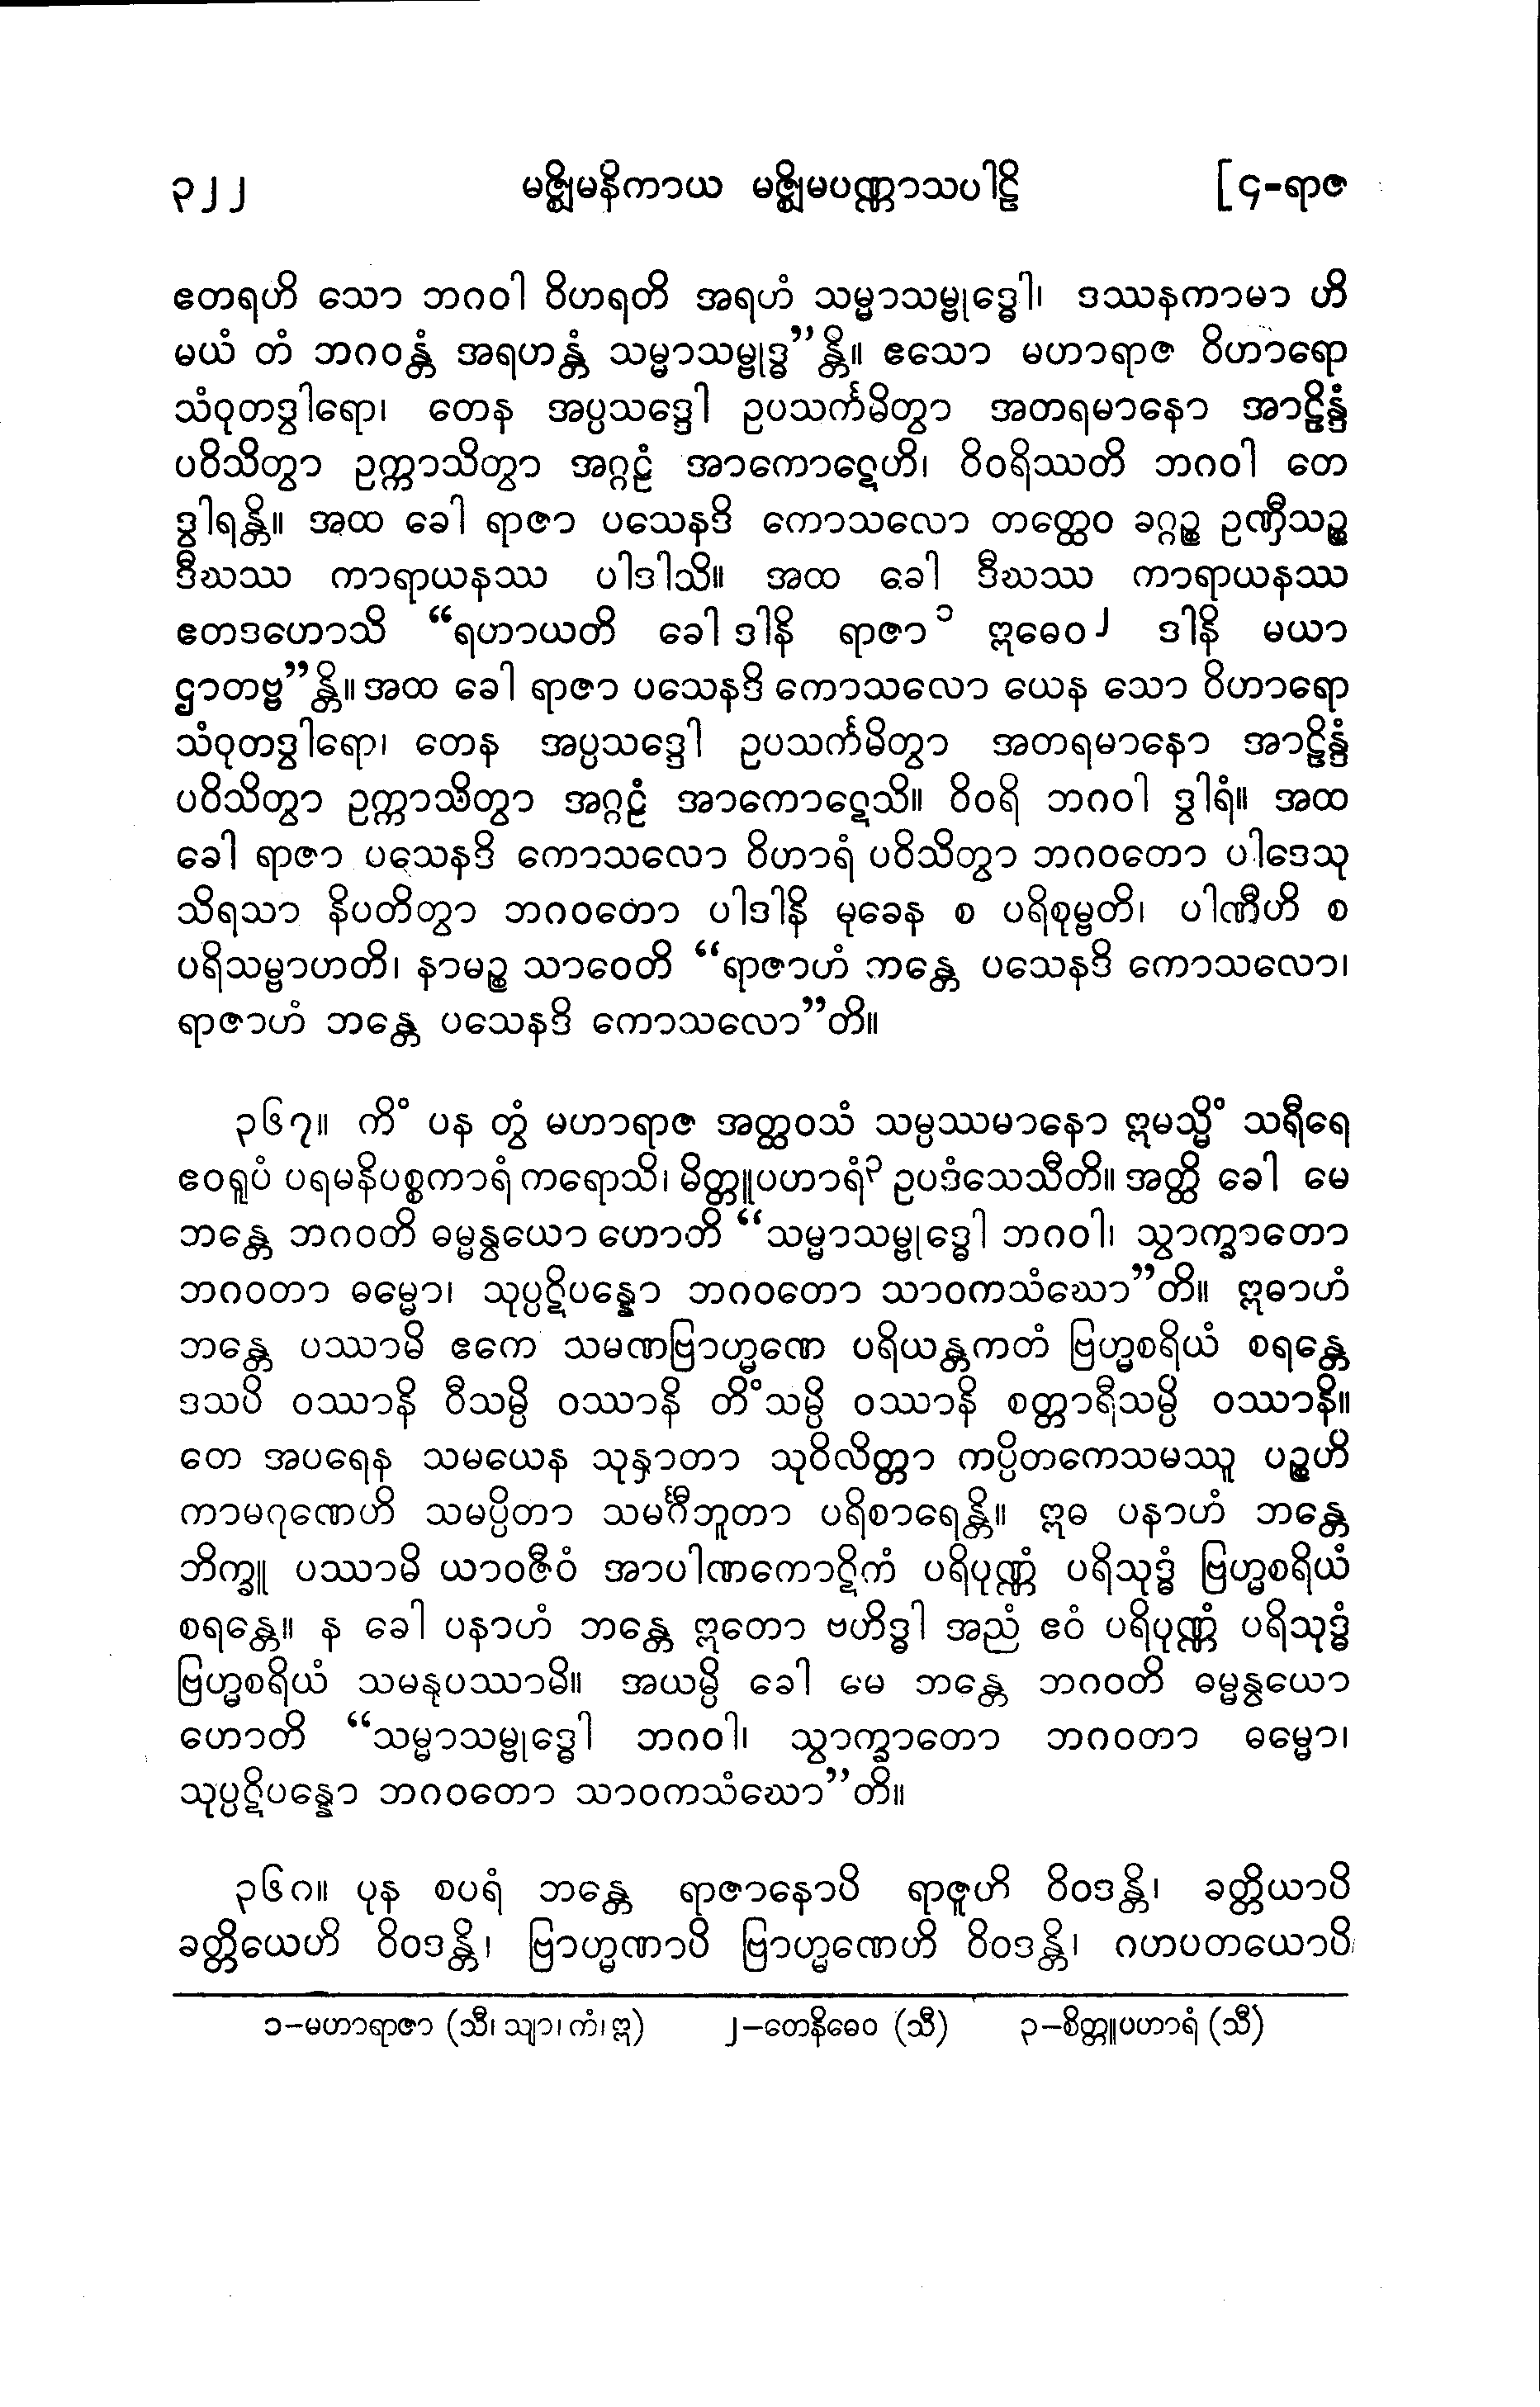 ၃၂၂ မဇ္ဈိမနိကာယ မဇ္ဈိမပဏ္ဏာသပါဠိ [၄-ရာဇ
ဧတရဟိ သော ဘဂဝါ ဝိဟရတိ အရဟံ သမ္မာသမ္ဗုဒ္ဓေါ၊ ဒဿနကာမာ ဟိ
မယံ တံ ဘဂဝန္တံ အရဟန္တံ သမ္မာသမ္ဗုဒ္ဓ”န္တိ။ ဧသော မဟာရာဇ ဝိဟာရော
သံဝုတဒွါရော၊ တေန အပ္ပသဒ္ဒေါ ဥပသင်္ကမိတွာ အတရမာနော အာဠိန္ဒံ
ပဝိသိတွာ ဥက္ကာသိတွာ အဂ္ဂဠံ အာကောဋေဟိ၊ ဝိဝရိဿတိ ဘဂဝါ တေ
ဒွါရန္တိ။ အထ ခေါ ရာဇာ ပသေနဒိ ကောသလော တတ္ထေဝ ခဂ္ဂဉ္စ ဥဏှီသဉ္စ
ဒီဃဿ ကာရာယနဿ ပါဒါသိ။ အထ ခေါ ဒီဃဿ ကာရာယနဿ
ဧတဒဟောသိ “ရဟာယတိ ခေါ ဒါနိ ရာဇာ၁ ဣဓေဝ၂ ဒါနိ မယာ
ဌာတဗ္ဗ”န္တိ။ အထ ခေါ ရာဇာ ပသေနဒိ ကောသလော ယေန သော ဝိဟာရော
သံဝုတဒွါရော၊ တေန အပ္ပသဒ္ဒေါ ဥပသင်္ကမိတွာ အတရမာနော အာဠိန္ဒံ
ပဝိသိတွာ ဥက္ကာသိတွာ အဂ္ဂဠံ အာကောဋေသိ။ ဝိဝရိ ဘဂဝါ ဒွါရံ။ အထ
ခေါ ရာဇာ ပသေနဒိ ကောသလော ဝိဟာရံ ပဝိသိတွာ ဘဂဝတော ပါဒေသု
သိရသာ နိပတိတွာ ဘဂဝတော ပါဒါနိ မုခေန စ ပရိစုမ္ဗတိ၊ ပါဏီဟိ စ
ပရိသမ္ဗာဟတိ၊ နာမဉ္စ သာဝေတိ “ရာဇာဟံ ဘန္တေ ပသေနဒိ ကောသလော၊
ရာဇာဟံ ဘန္တေ ပသေနဒိ ကောသလော”တိ။
၃၆၇။ ကိံ ပန တွံ မဟာရာဇ အတ္ထဝသံ သမ္ပဿမာနော ဣမသ္မိံ သရီရေ
ဧဝရူပံ ပရမနိပစ္စကာရံ ကရောသိ၊ မိတ္တူပဟာရံ၃ ဥပဒံသေသီတိ။ အတ္ထိ ခေါ မေ
ဘန္တေ ဘဂဝတိ ဓမ္မန္ဝယော ဟောတိ “သမ္မာသမ္ဗုဒ္ဓေါ ဘဂဝါ၊ သွာက္ခာတော
ဘဂဝတာ ဓမ္မော၊ သုပ္ပဋိပန္နော ဘဂဝတော သာဝကသံဃော”တိ။ ဣဓာဟံ
ဘန္တေ ပဿာမိ ဧကေ သမဏဗြာဟ္မဏေ ပရိယန္တကတံ ဗြဟ္မစရိယံ စရန္တေ
ဒသပိ ဝဿာနိ ဝီသမ္ပိ ဝဿာနိ တိံသမ္ပိ ဝဿာနိ စတ္တာရီသမ္ပိ ဝဿာနိ။
တေ အပရေန သမယေန သုနှာတာ သုဝိလိတ္တာ ကပ္ပိတကေသမဿူ ပဉ္စဟိ
ကာမဂုဏေဟိ သမပ္ပိတာ သမင်္ဂီဘူတာ ပရိစာရေန္တိ။ ဣဓ ပနာဟံ ဘန္တေ
ဘိက္ခူ ပဿာမိ ယာဝဇီဝံ အာပါဏကောဋိကံ ပရိပုဏ္ဏံ ပရိသုဒ္ဓံ ဗြဟ္မစရိယံ
စရန္တေ။ န ခေါ ပနာဟံ ဘန္တေ ဣတော ဗဟိဒ္ဓါ အညံ ဧဝံ ပရိပုဏ္ဏံ ပရိသုဒ္ဓံ
ဗြဟ္မစရိယံ သမနုပဿာမိ။ အယမ္ပိ ခေါ မေ ဘန္တေ ဘဂဝတိ ဓမ္မန္ဝယော
ဟောတိ “သမ္မာသမ္ဗုဒ္ဓေါ ဘဂဝါ၊ သွာက္ခာတော ဘဂဝတာ ဓမ္မော၊
သုပ္ပဋိပန္နော ဘဂဝတော သာဝကသံဃော”တိ။
၃၆၈။ ပုန စပရံ ဘန္တေ ရာဇာနောပိ ရာဇူဟိ ဝိဝဒန္တိ၊ ခတ္တိယာပိ
ခတ္တိယေဟိ ဝိဝဒန္တိ၊ ဗြာဟ္မဏာပိ ဗြာဟ္မဏေဟိ ဝိဝဒန္တိ၊ ဂဟပတယောပိ
၁-မဟာရာဇာ (သီ၊ သျာ၊ ကံ၊ ဣ) ၂-တေနိဓေဝ (သီ) ၃-စိတ္တူပဟာရံ (သီ)